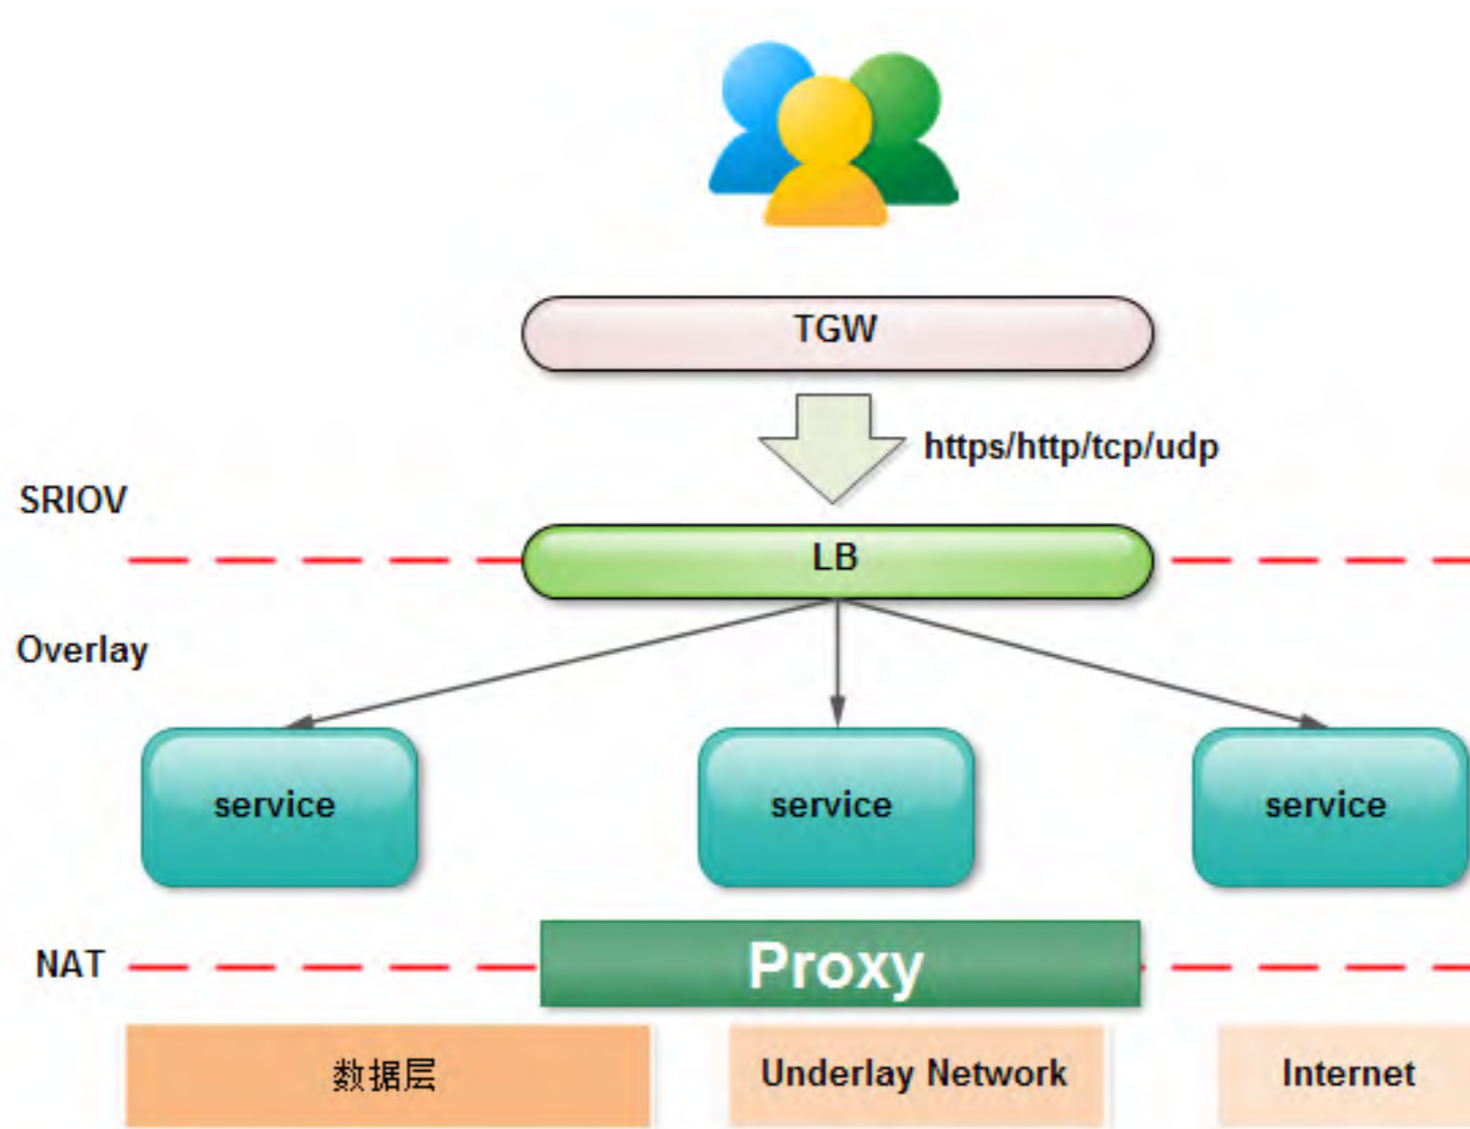 TGW
https/http/tcp/udp
SRIOV
LB
Overlay
service
service
service
NAT
Proxy
数据层
Underlay Network
Internet